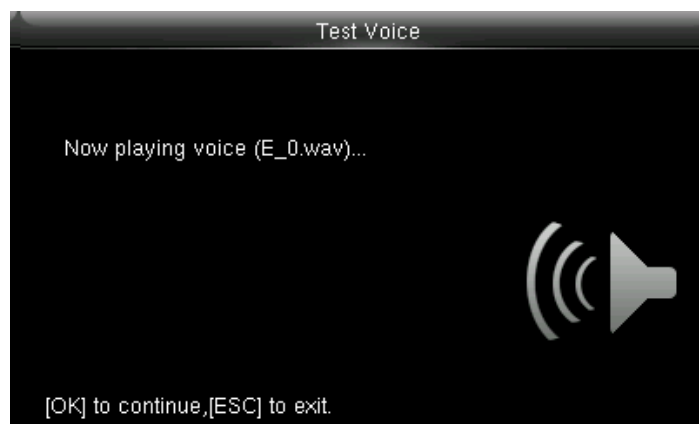 Test Voice
Now playing voice (E_0.wav)...
[OK] to continue,[ESC] to exit.